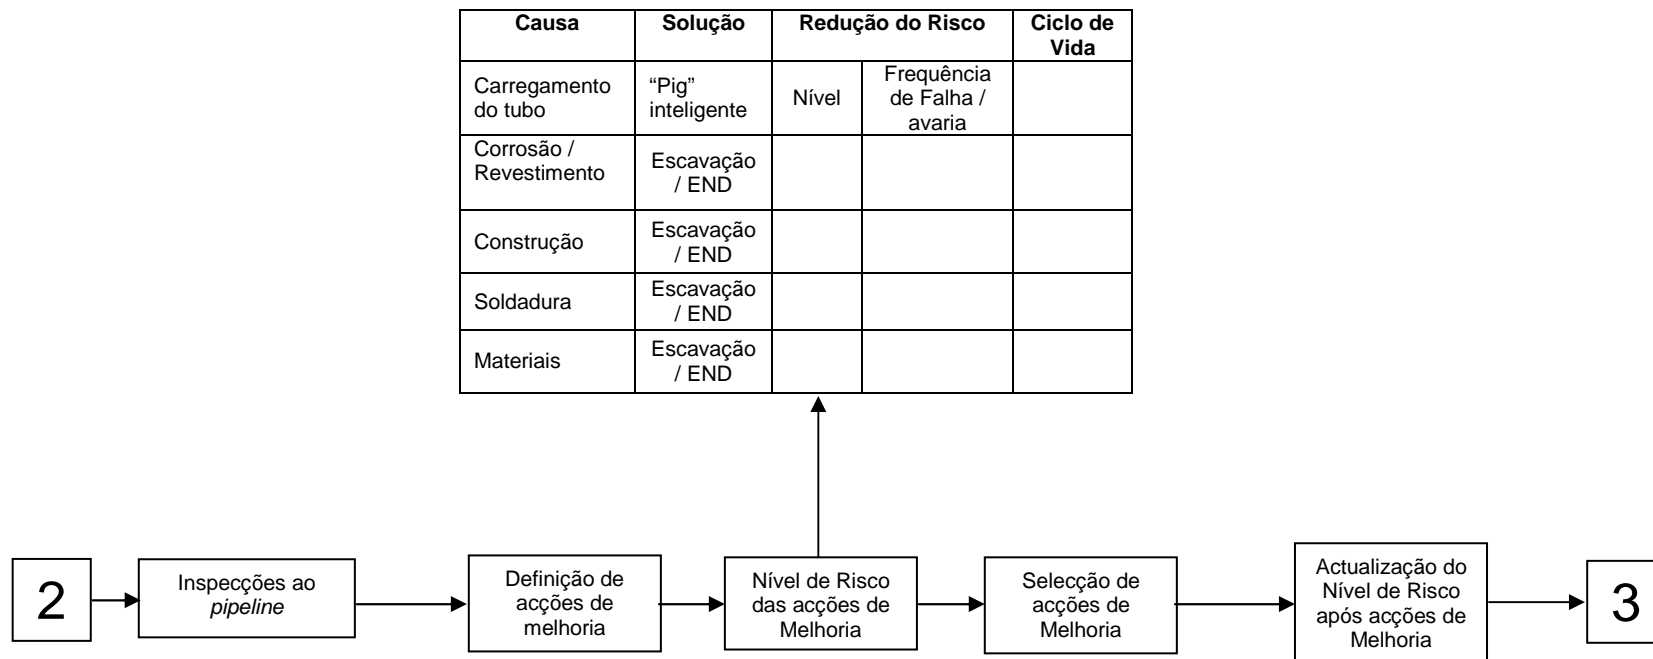 Causa
Solução
Redução do Risco
Ciclo de
Vida
Carregamento
do tubo
“Pig”
inteligente
Nível
Frequência
de Falha /
avaria
Corrosão /
Revestimento
Escavação
/ END
Construção
Escavação
/ END
Soldadura
Escavação
/ END
Materiais
Escavação
/ END
2
Inspecções ao
pipeline
Definição de
acções de
melhoria
Nível de Risco
das acções de
Melhoria
Selecção de
acções de
Melhoria
Actualização do
Nível de Risco
após acções de
Melhoria
3